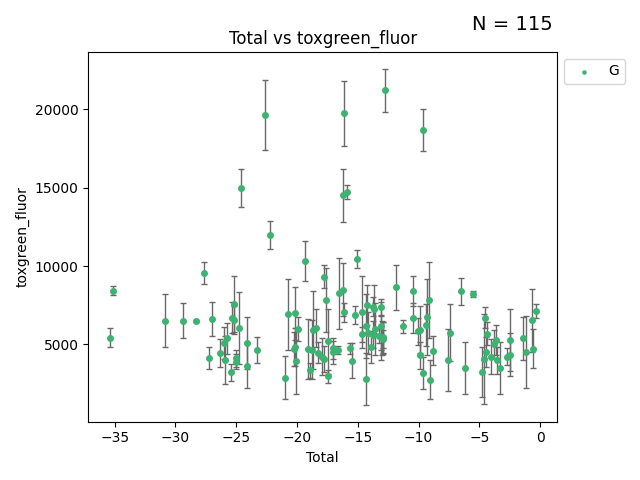 N = 115
Total vs toxgreen_fluor
G
toxgreen_fluor
20000
15000
10000
5000
−35 −30 −25 −20 −15 −10 −5 0
Total